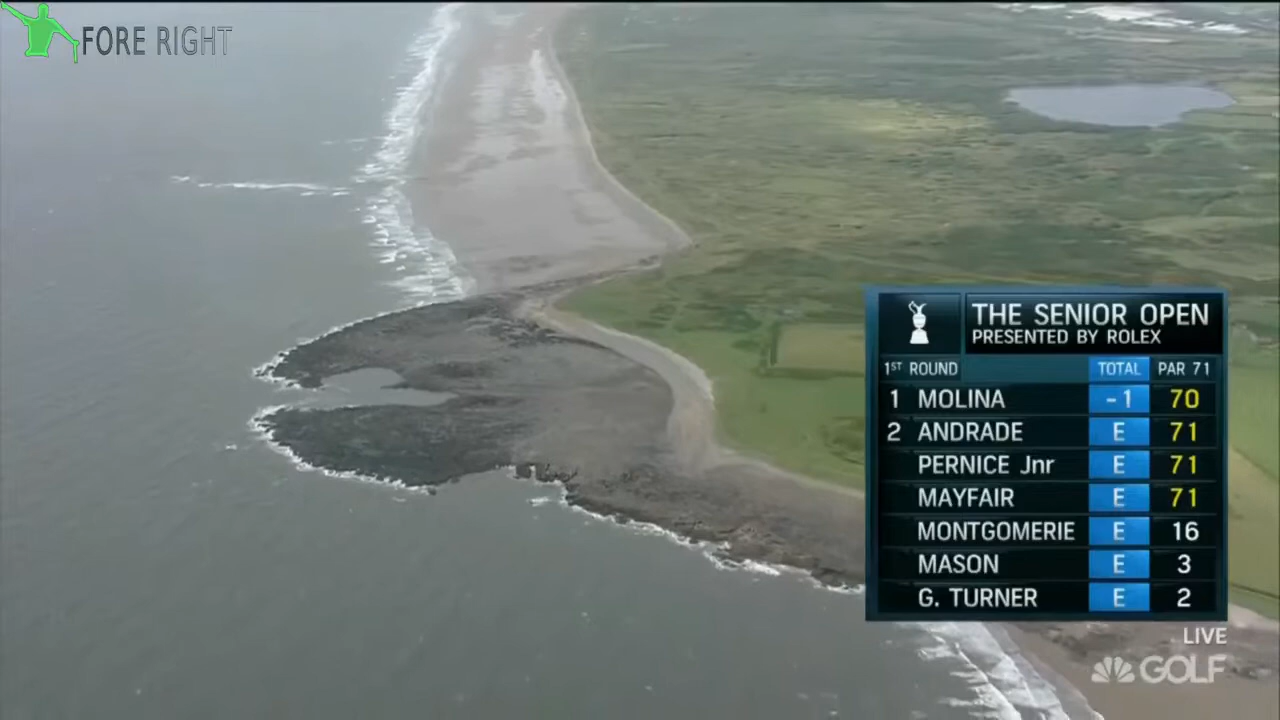 FORE RIGHT
THE SENIOR OPEN
PRESENTED BY ROLEX
1ST ROUND TOTAL PAR 71
1 MOLINA -1 70
2 ANDRADE E 71
PERNICE Jnr E 71
MAYFAIR E 71
MONTGOMERIE E 16
MASON E 3
G. TURNER E 2
LIVE
GOLF